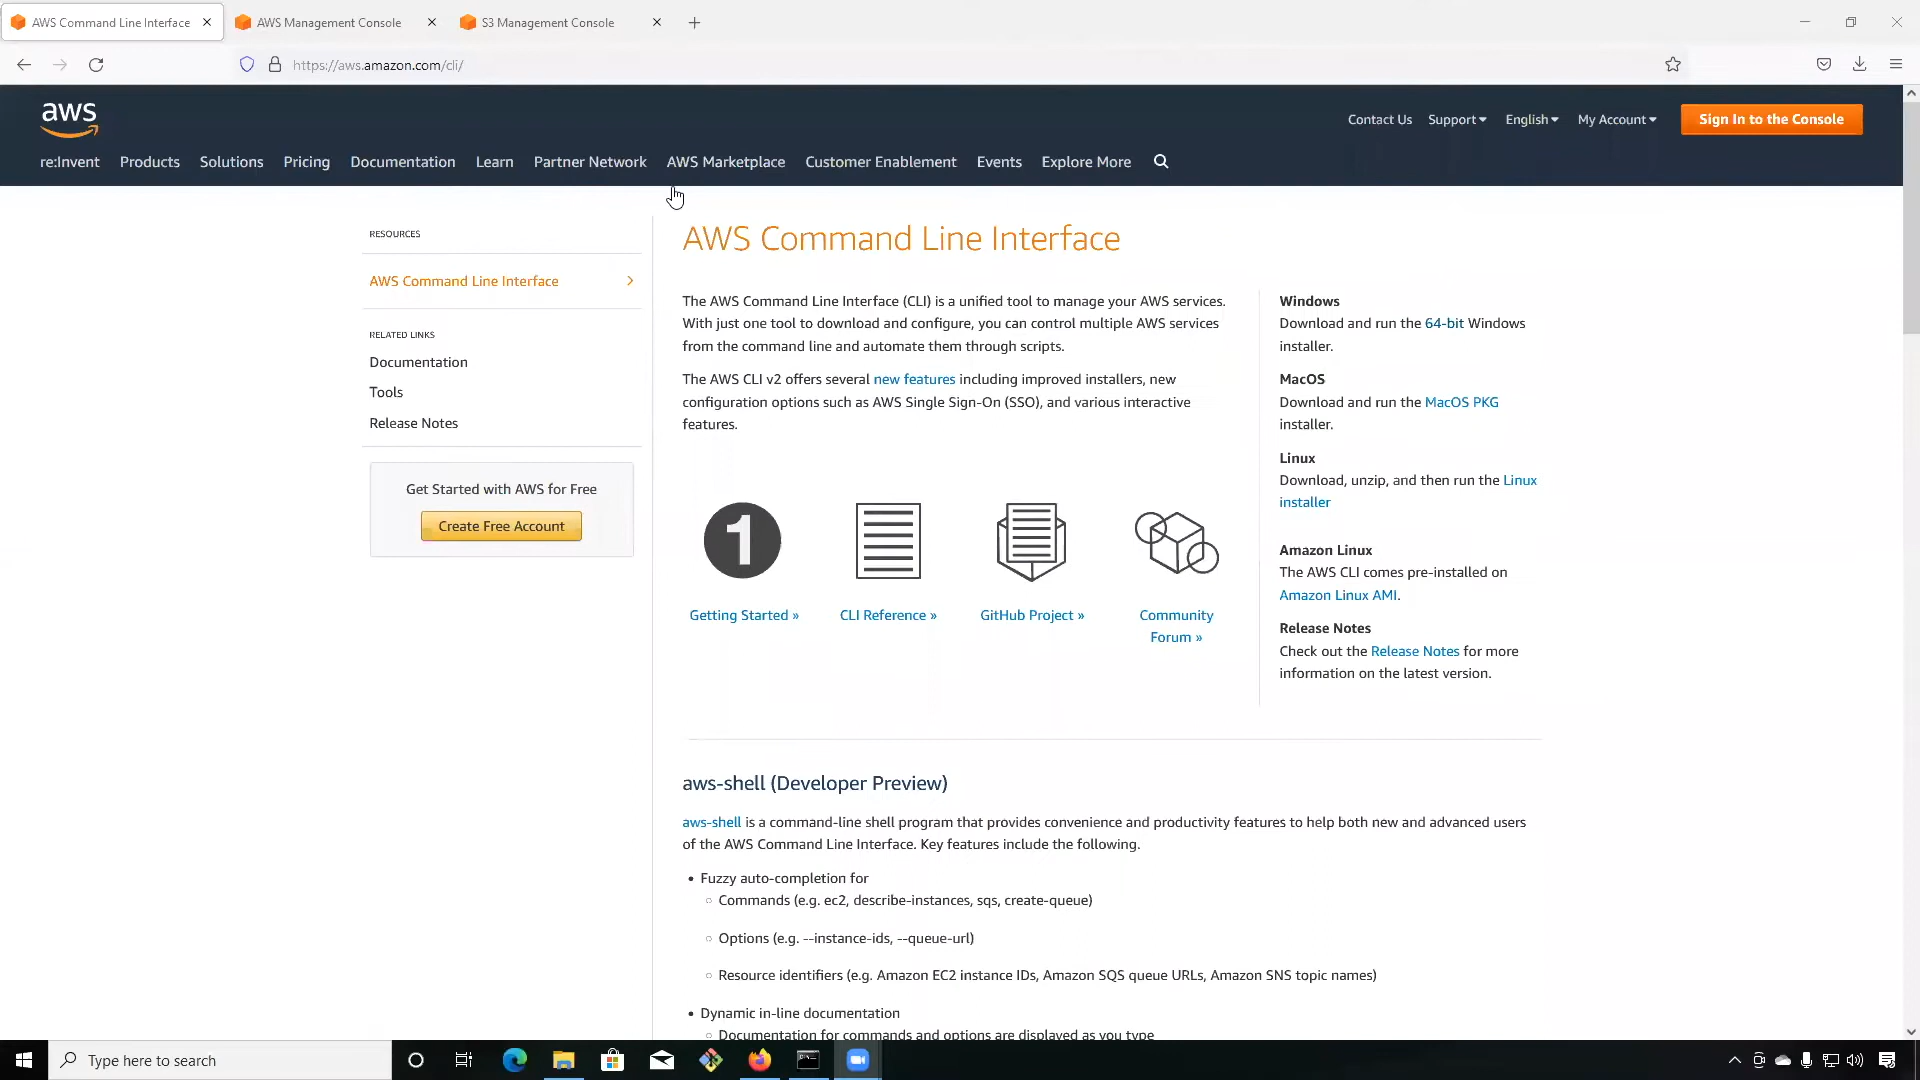 AWS Command Line Interface
AWS Management Console
S3 Management Console
https://aws.amazon.com/cli/
aws
Contact Us Support English My Account Sign In to the Console
re:Invent Products Solutions Pricing Documentation Learn Partner Network AWS Marketplace Customer Enablement Events Explore More
RESOURCES
AWS Command Line Interface
RELATED LINKS
Documentation
Tools
Release Notes
Get Started with AWS for Free
Create Free Account
AWS Command Line Interface
The AWS Command Line Interface (CLI) is a unified tool to manage your AWS services.
With just one tool to download and configure, you can control multiple AWS services
from the command line and automate them through scripts.
The AWS CLI v2 offers several new features including improved installers, new
configuration options such as AWS Single Sign-On (SSO), and various interactive
features.
1
Getting Started »
CLI Reference »
GitHub Project »
Community
Forum »
Windows
Download and run the 64-bit Windows
installer.
MacOS
Download and run the MacOS PKG
installer.
Linux
Download, unzip, and then run the Linux
installer
Amazon Linux
The AWS CLI comes pre-installed on
Amazon Linux AMI.
Release Notes
Check out the Release Notes for more
information on the latest version.
aws-shell (Developer Preview)
aws-shell is a command-line shell program that provides convenience and productivity features to help both new and advanced users
of the AWS Command Line Interface. Key features include the following.
• Fuzzy auto-completion for
○ Commands (e.g. ec2, describe-instances, sqs, create-queue)
○ Options (e.g. --instance-ids, --queue-url)
○ Resource identifiers (e.g. Amazon EC2 instance IDs, Amazon SQS queue URLs, Amazon SNS topic names)
• Dynamic in-line documentation
○ Documentation for commands and options are displayed as you type
Type here to search